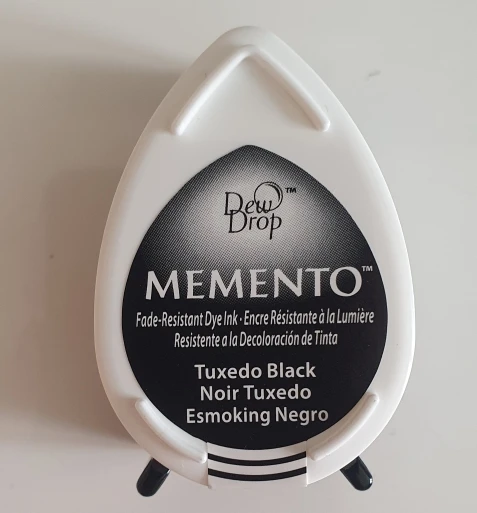 Dew
Drop™
MEMENTO™
Fade-Resistant Dye Ink · Encre Résistante à la Lumière
Resistente a la Decoloración de Tinta
Tuxedo Black
Noir Tuxedo
Esmoking Negro